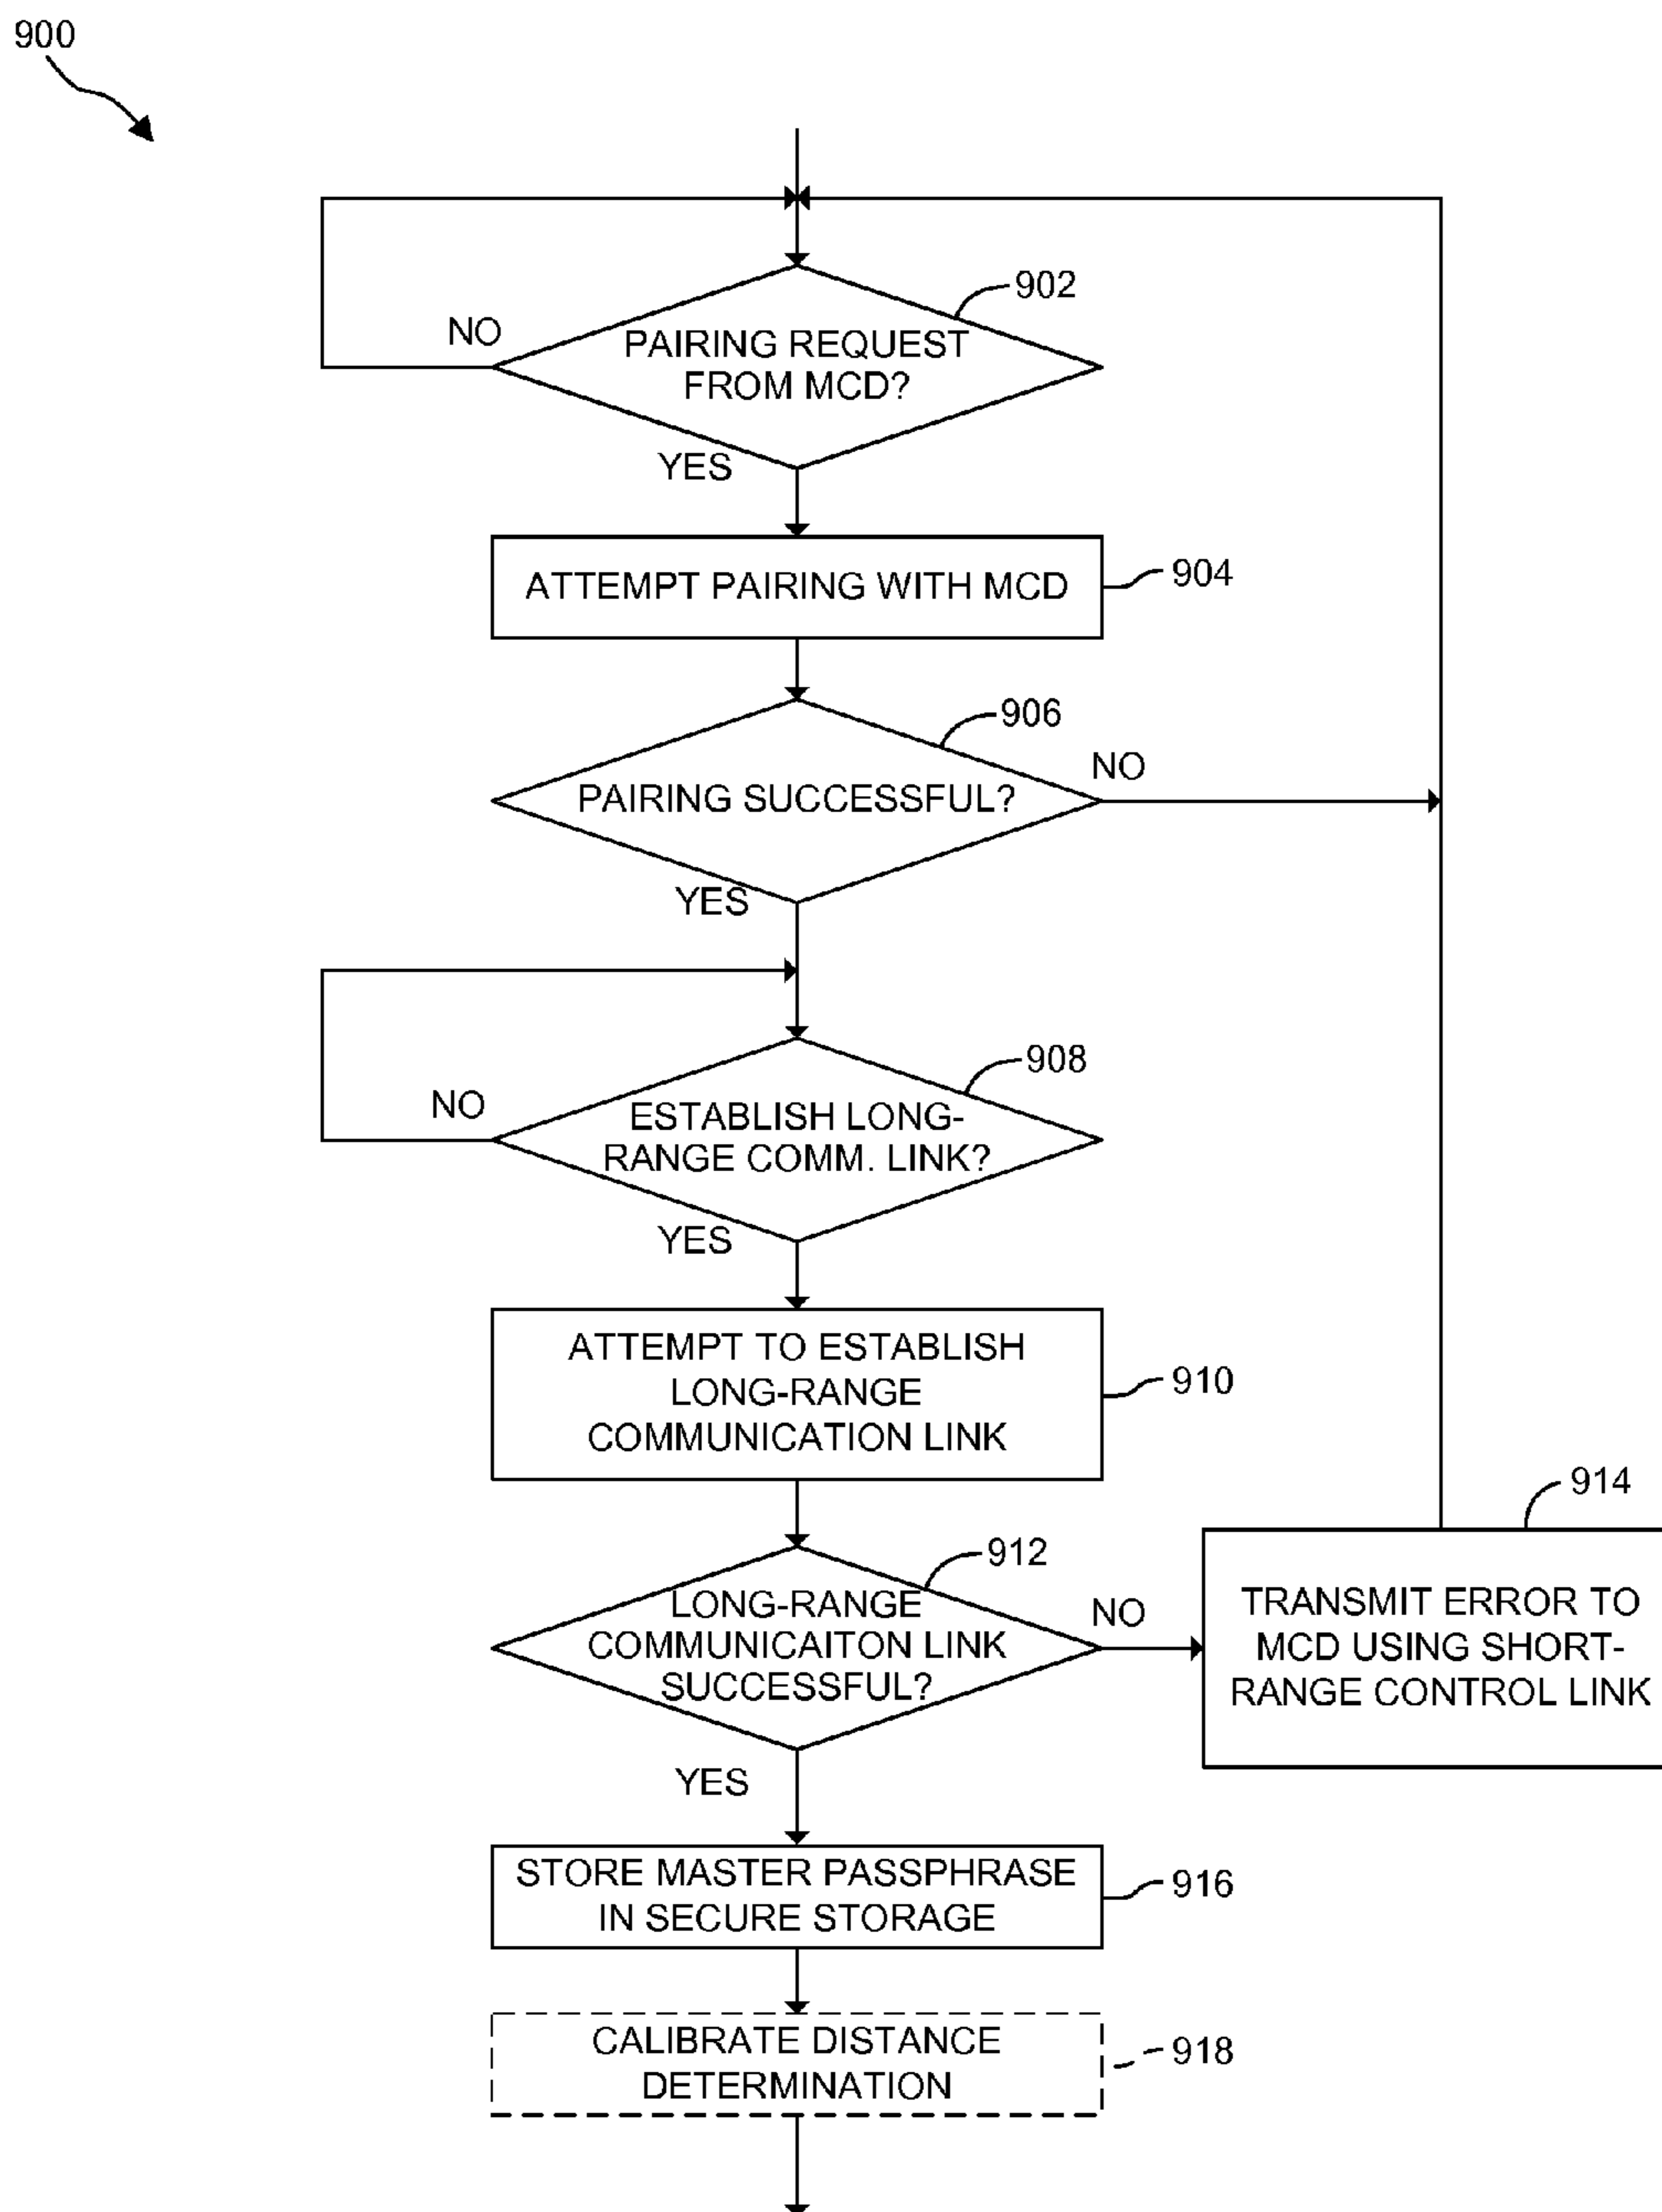 900
902
NO
PAIRING REQUEST
FROM MCD?
YES
ATTEMPT PAIRING WITH MCD
904
906
NO
PAIRING SUCCESSFUL?
YES
908
NO
ESTABLISH LONG-
RANGE COMM. LINK?
YES
ATTEMPT TO ESTABLISH
LONG-RANGE
COMMUNICATION LINK
910
912
LONG-RANGE
COMMUNICAITON LINK
SUCCESSFUL?
NO
914
TRANSMIT ERROR TO
MCD USING SHORT-
RANGE CONTROL LINK
YES
STORE MASTER PASSPHRASE
IN SECURE STORAGE
916
CALIBRATE DISTANCE
DETERMINATION
918